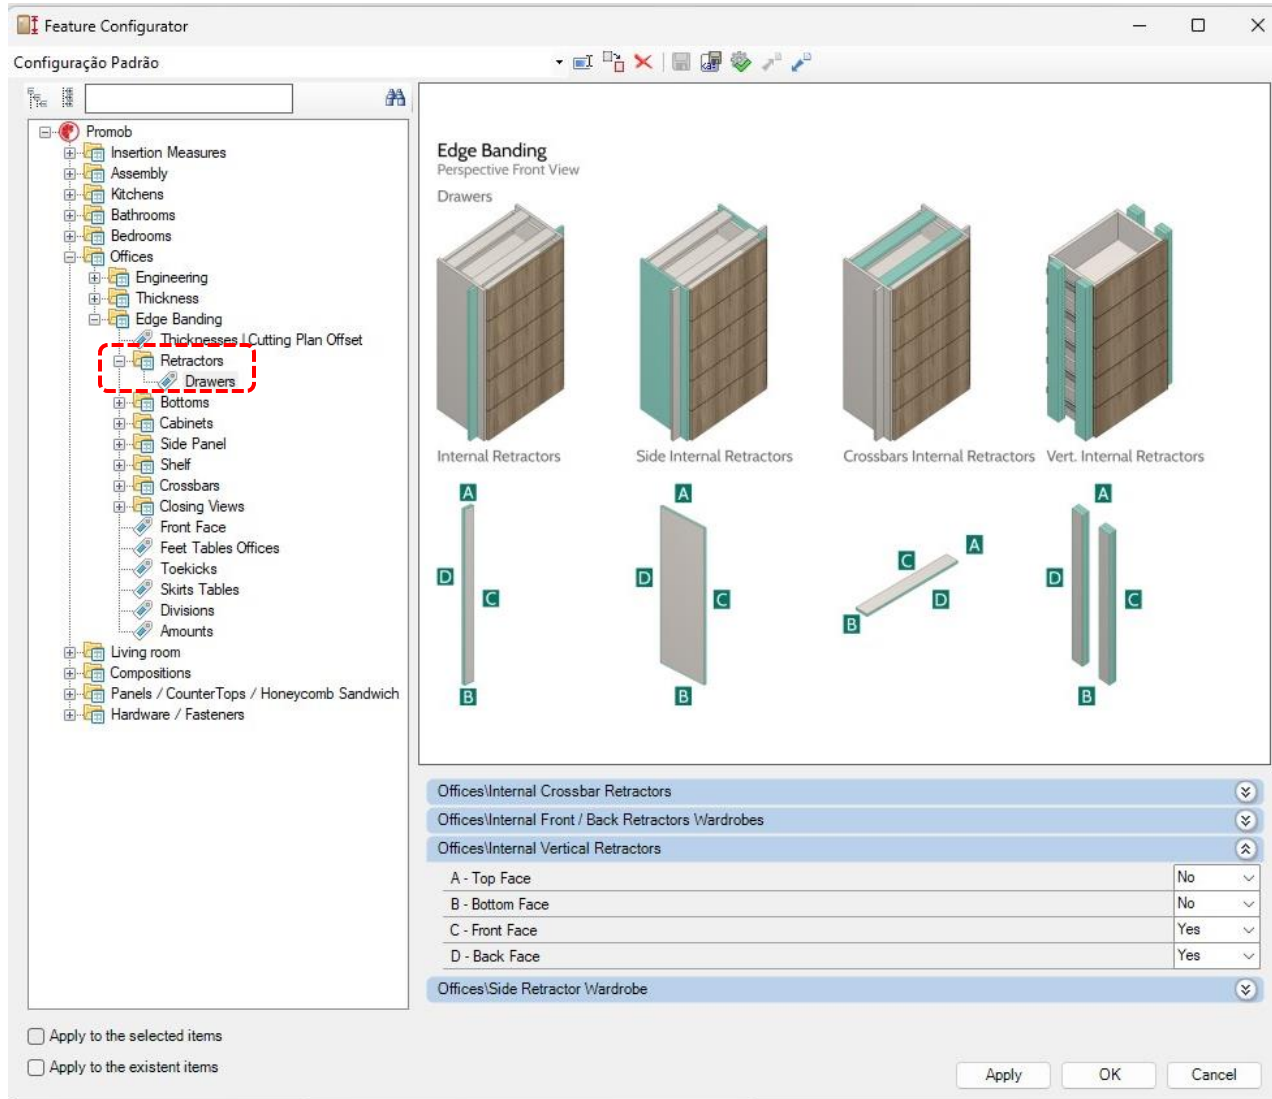 Feature Configurator
Configuração Padrão
Promob
Insertion Measures
Assembly
Kitchens
Bathrooms
Bedrooms
Offices
Engineering
Thickness
Edge Banding
Thicknesses | Cutting Plan Offset
Retractors
Drawers
Bottoms
Cabinets
Side Panel
Shelf
Crossbars
Closing Views
Front Face
Feet Tables Offices
Toekicks
Skirts Tables
Divisions
Amounts
Living room
Compositions
Panels / CounterTops / Honeycomb Sandwich
Hardware / Fasteners
Edge Banding
Perspective Front View
Drawers
Internal Retractors
Side Internal Retractors
Crossbars Internal Retractors
Vert. Internal Retractors
A
D
C
B
A
D
C
B
A
C
D
B
A
D
C
B
Offices\Internal Crossbar Retractors
Offices\Internal Front / Back Retractors Wardrobes
Offices\Internal Vertical Retractors
A - Top Face No
B - Bottom Face No
C - Front Face Yes
D - Back Face Yes
Offices\Side Retractor Wardrobe
Apply to the selected items
Apply to the existent items
Apply
OK
Cancel